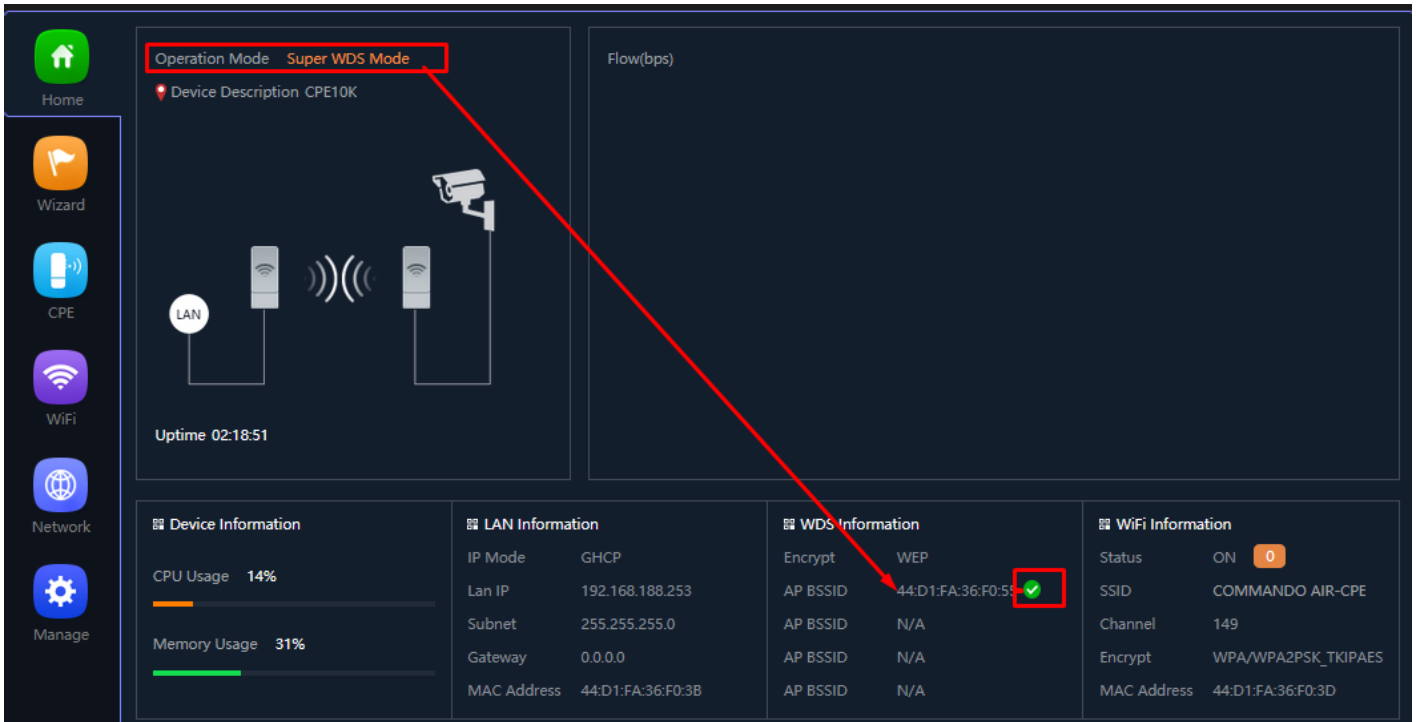 Home
Wizard
CPE
WiFi
Network
Manage
Operation Mode Super WDS Mode
Device Description CPE10K
LAN
Uptime 02:18:51
Flow(bps)
Device Information
CPU Usage 14%
Memory Usage 31%
LAN Information
IP Mode GHCP
Lan IP 192.168.188.253
Subnet 255.255.255.0
Gateway 0.0.0.0
MAC Address 44:D1:FA:36:F0:3B
WDS Information
Encrypt WEP
AP BSSID 44:D1:FA:36:F0:55
AP BSSID N/A
AP BSSID N/A
AP BSSID N/A
WiFi Information
Status ON 0
SSID COMMANDO AIR-CPE
Channel 149
Encrypt WPA/WPA2PSK_TKIPAES
MAC Address 44:D1:FA:36:F0:3D